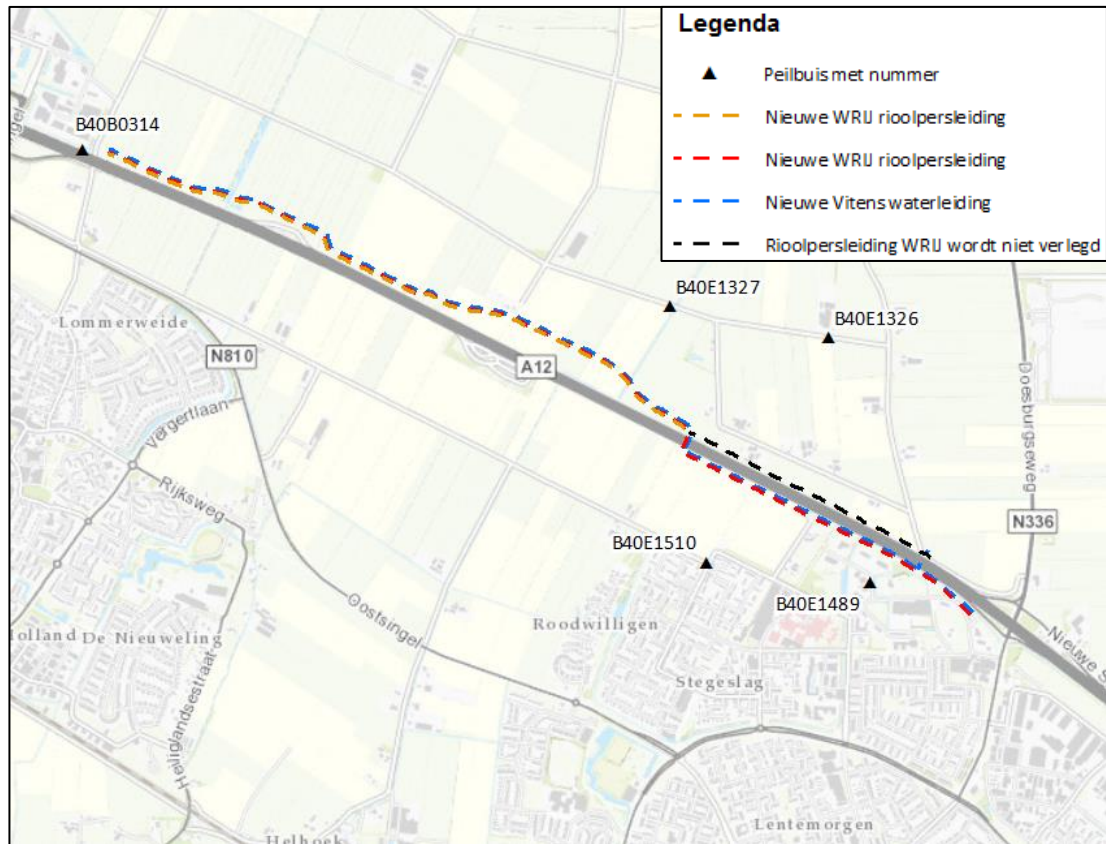 Legenda
Peilbuis met nummer
Nieuwe WRIJ rioolpersleiding
Nieuwe WRIJ rioolpersleiding
Nieuwe Vitens waterleiding
Rioolpersleiding WRIJ wordt niet verlegd
B40B0314
B40E1327
B40E1326
Lommerweide
N810
A12
Doesburgseweg
Vergertlaan
Rijksweg
N336
B40E1510
B40E1489
Oostsingel
Roodwilligen
Holland De Nieuweling
Stegeslag
Nieuwe S
Heiliglandsestraat
Lentemorgen
Helhoek